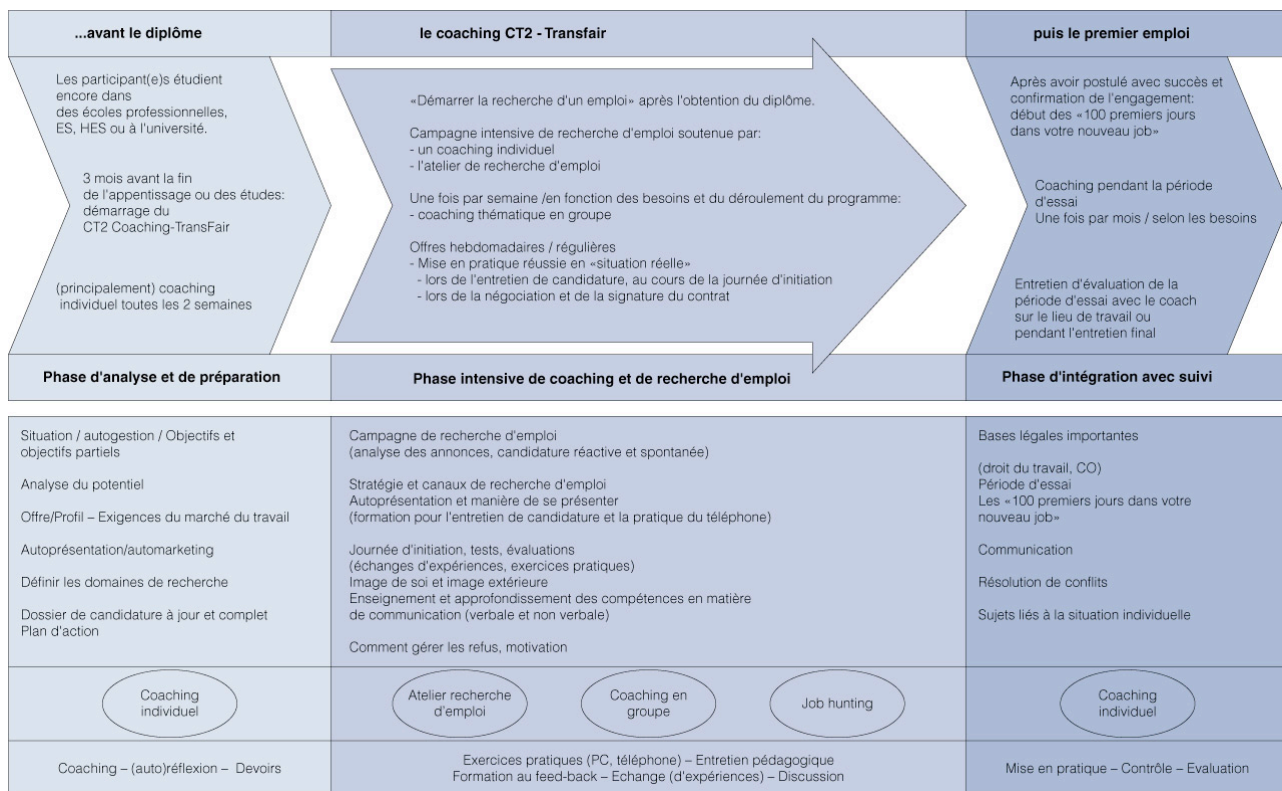 ...avant le diplôme
le coaching CT2 - Transfair
puis le premier emploi
Les participant(e)s étudient
encore dans
des écoles professionnelles,
ES, HES ou à l'université.
3 mois avant la fin
de l'appentissage ou des études:
démarrage du
CT2 Coaching-TransFair
(principalement) coaching
individuel toutes les 2 semaines
«Démarrer la recherche d'un emploi» après l'obtention du diplôme.
Campagne intensive de recherche d'emploi soutenue par:
- un coaching individuel
- l'atelier de recherche d'emploi
Une fois par semaine /en fonction des besoins et du déroulement du programme:
- coaching thématique en groupe
Offres hebdomadaires / régulières
- Mise en pratique réussie en «situation réelle»
- lors de l'entretien de candidature, au cours de la journée d'initiation
- lors de la négociation et de la signature du contrat
Après avoir postulé avec succès et
confirmation de l'engagement:
début des «100 premiers jours
dans votre nouveau job»
Coaching pendant la période
d'essai
Une fois par mois / selon les besoins
Entretien d'évaluation de la
période d'essai avec le coach
sur le lieu de travail ou
pendant l'entretien final
Phase d'analyse et de préparation
Phase intensive de coaching et de recherche d'emploi
Phase d'intégration avec suivi
Situation / autogestion / Objectifs et
objectifs partiels
Analyse du potentiel
Offre/Profil – Exigences du marché du travail
Autoprésentation/automarketing
Définir les domaines de recherche
Dossier de candidature à jour et complet
Plan d'action
Campagne de recherche d'emploi
(analyse des annonces, candidature réactive et spontanée)
Stratégie et canaux de recherche d'emploi
Autoprésentation et manière de se présenter
(formation pour l'entretien de candidature et la pratique du téléphone)
Journée d'initiation, tests, évaluations
(échanges d'expériences, exercices pratiques)
Image de soi et image extérieure
Enseignement et approfondissement des compétences en matière
de communication (verbale et non verbale)
Comment gérer les refus, motivation
Bases légales importantes
(droit du travail, CO)
Période d'essai
Les «100 premiers jours dans votre
nouveau job»
Communication
Résolution de conflits
Sujets liés à la situation individuelle
Coaching
individuel
Atelier recherche
d'emploi
Coaching en
groupe
Job hunting
Coaching
individuel
Coaching – (auto)réflexion – Devoirs
Exercices pratiques (PC, téléphone) – Entretien pédagogique
Formation au feed-back – Echange (d'expériences) – Discussion
Mise en pratique – Contrôle – Evaluation